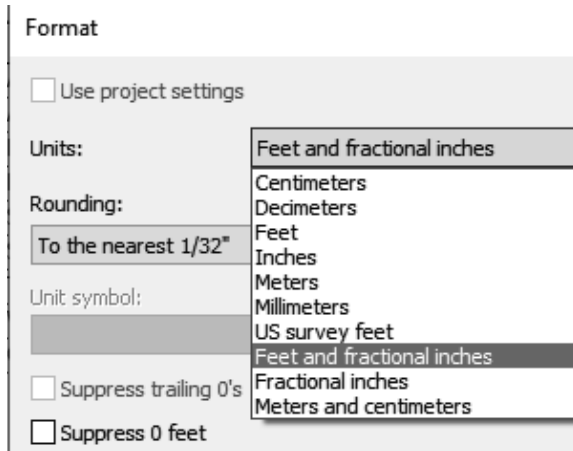 Format
Use project settings
Units:
Feet and fractional inches
Centimeters
Decimeters
Rounding:
Feet
To the nearest 1/32"
Inches
Meters
Unit symbol:
Millimeters
US survey feet
Feet and fractional inches
Suppress trailing 0's
Fractional inches
Meters and centimeters
Suppress 0 feet